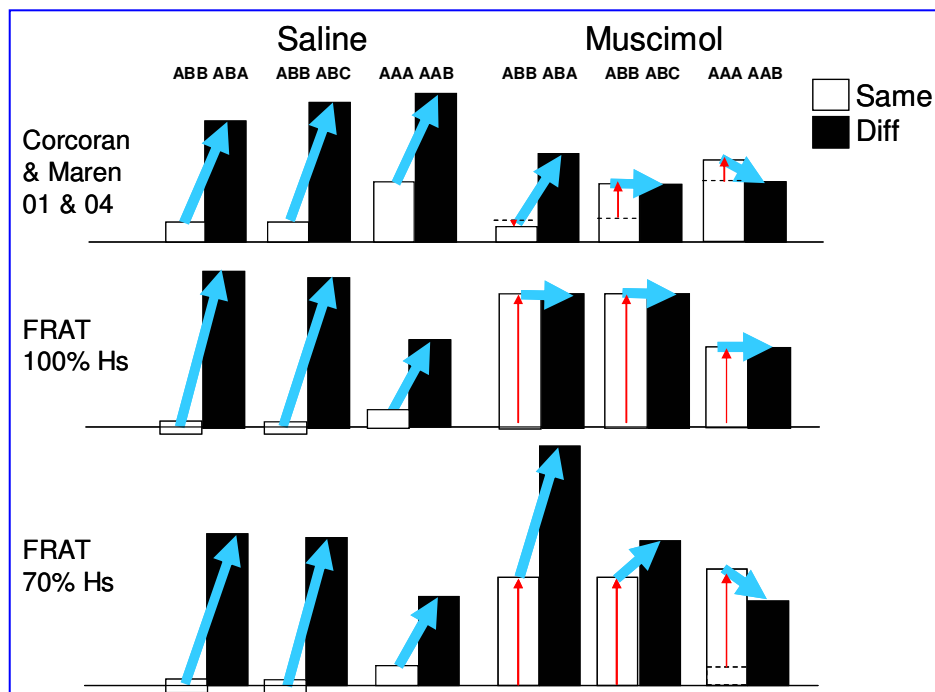 Saline Muscimol
ABB ABA ABB ABC AAA AAB ABB ABA ABB ABC AAA AAB
Same
Diff
Corcoran
& Maren
01 & 04
FRAT
100% Hs
FRAT
70% Hs